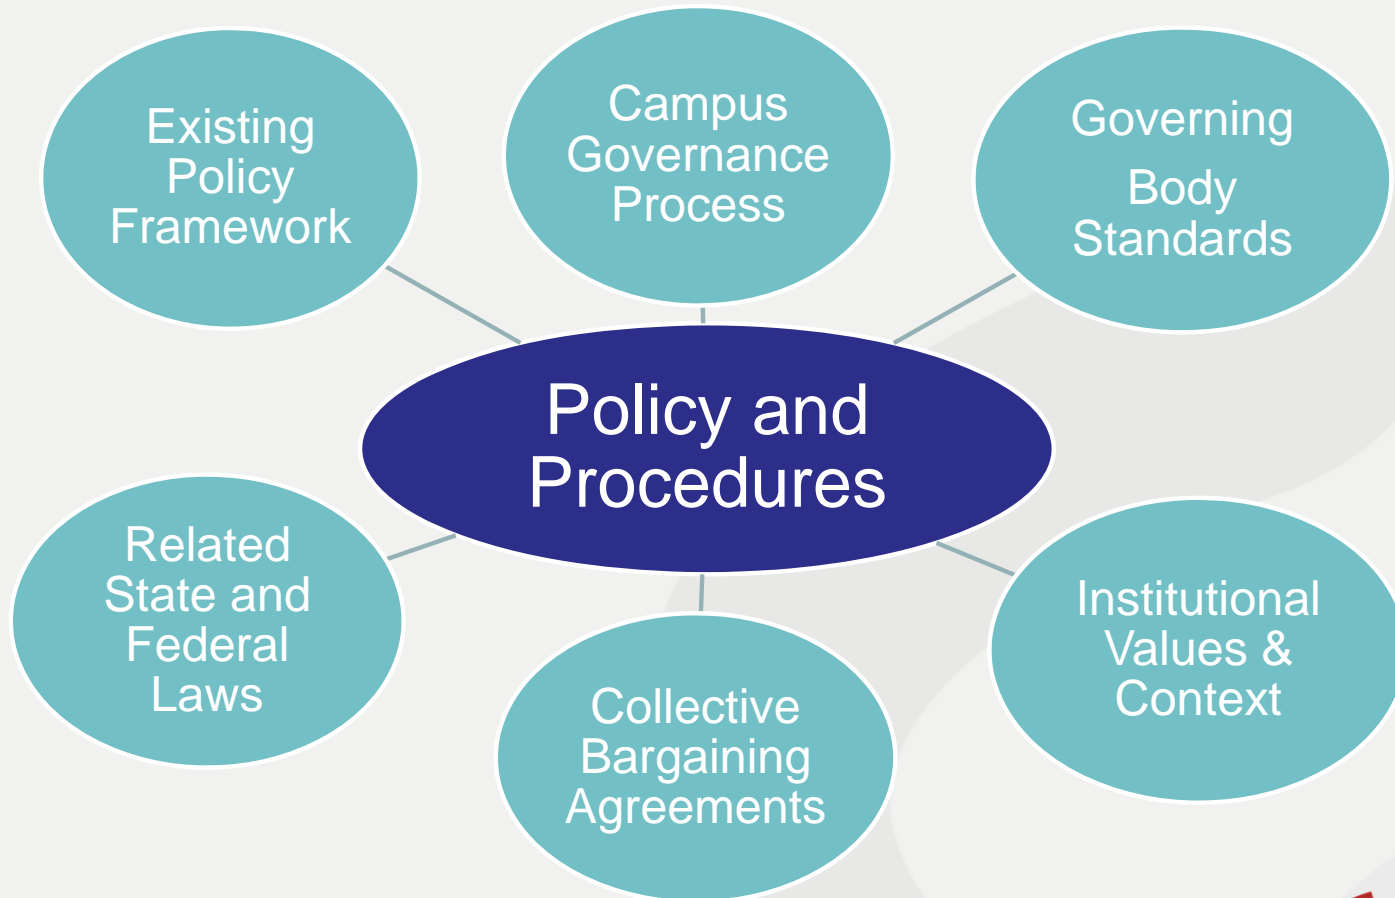 Existing
Policy
Framework
Campus
Governance
Process
Governing
Body
Standards
Policy and
Procedures
Related
State and
Federal
Laws
Collective
Bargaining
Agreements
Institutional
Values &
Context